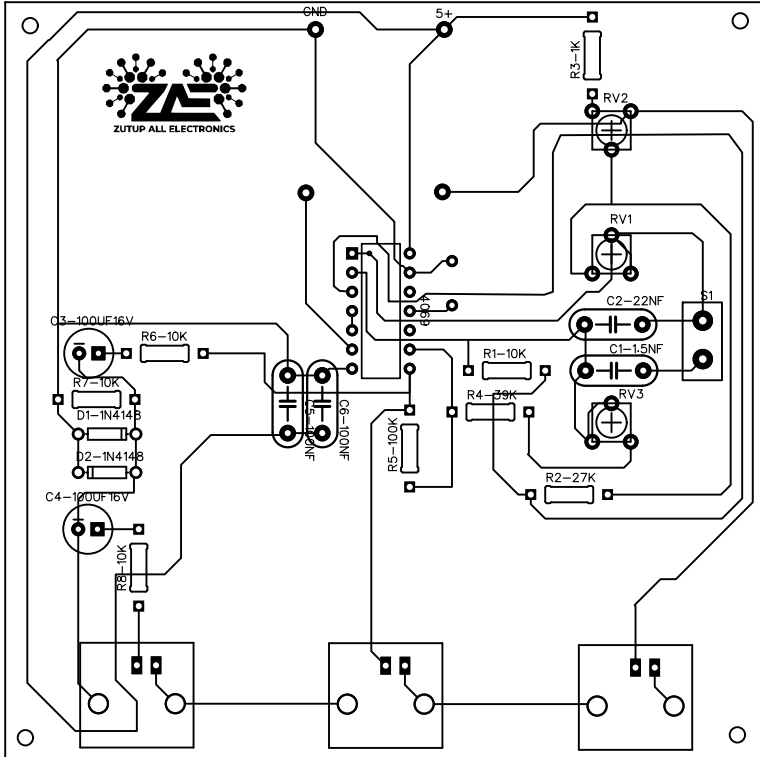 GND
5+
R3-1K
ZAE
ZUTUP ALL ELECTRONICS
RV2
RV1
4069
C2-22NF
S1
C3-100UF16V
R6-10K
C1-1.5NF
R1-10K
R7-10K
RV3
R4-39K
D1-1N4148
C5-100NF
C6-100NF
R5-100K
D2-1N4148
R2-27K
C4-100UF16V
R8-10K